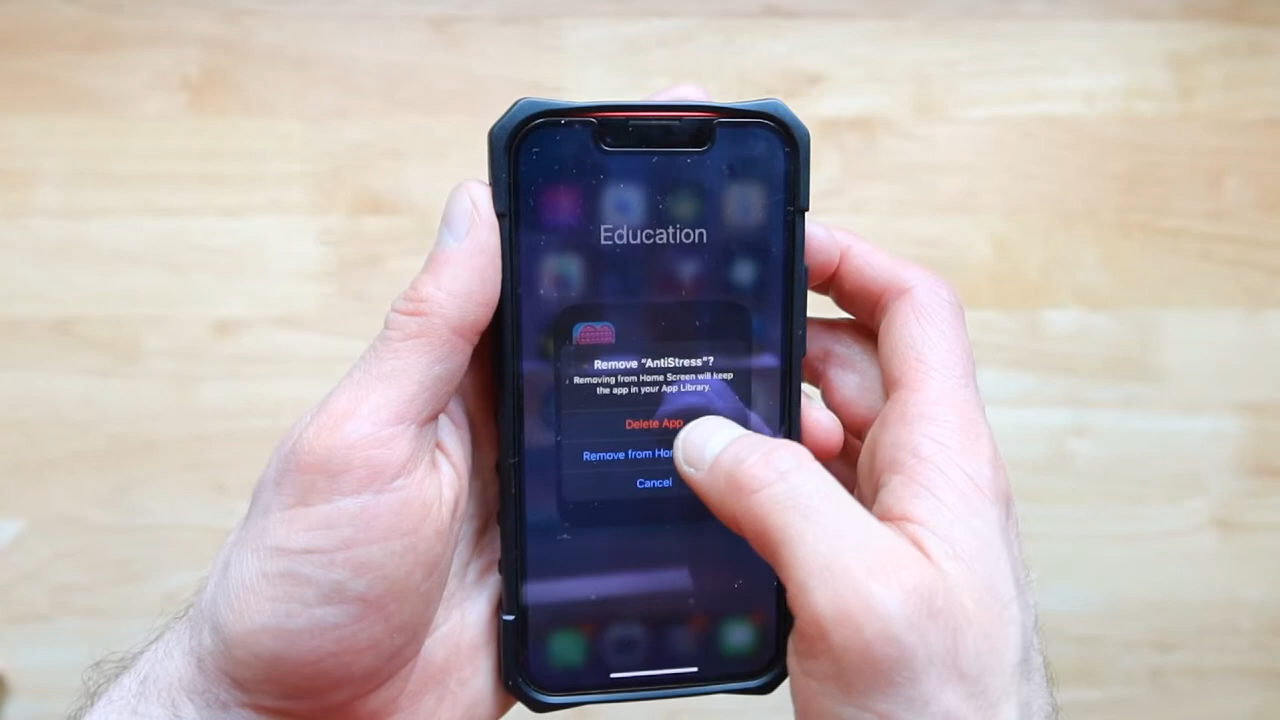 Education
Remove “AntiStress”?
Removing from Home Screen will keep
the app in your App Library.
Delete App
Remove from
Cancel